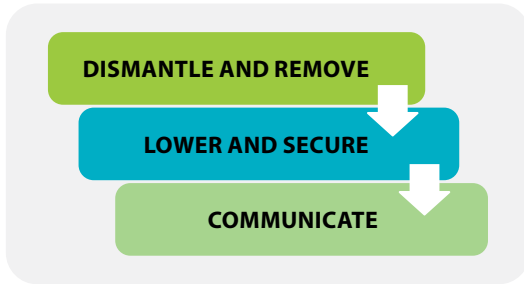 DISMANTLE AND REMOVE
LOWER AND SECURE
COMMUNICATE